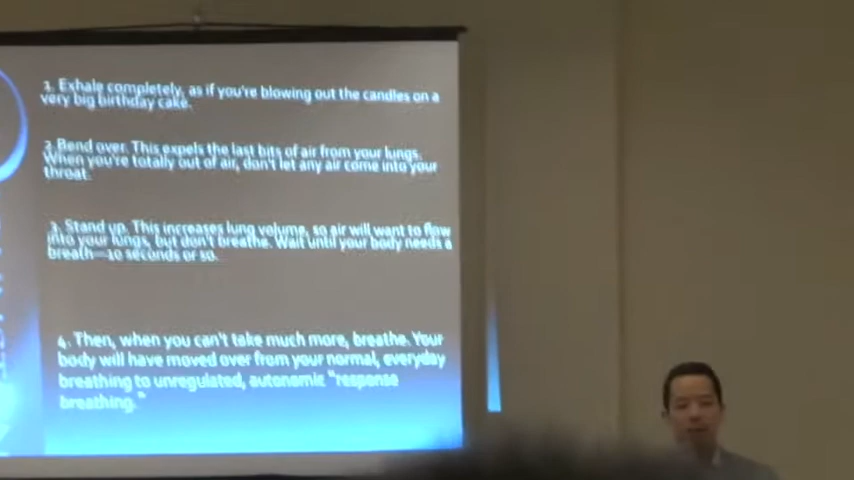 1. Exhale completely, as if you're blowing out the candles on a
very big birthday cake.
2. Bend over. This expels the last bits of air from your lungs.
When you're totally out of air, don't let any air come into your
throat.
3. Stand up. This increases lung volume, so air will want to flow
into your lungs, but don't breathe. Wait until your body needs a
breath—10 seconds or so.
4. Then, when you can't take much more, breathe. Your
body will have moved over from your normal, everyday
breathing to unregulated, autonomic "response
breathing."